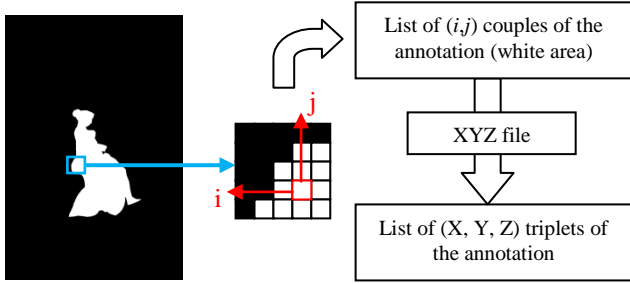 List of (i,j) couples of the
annotation (white area)
j
XYZ file
i
List of (X, Y, Z) triplets of
the annotation